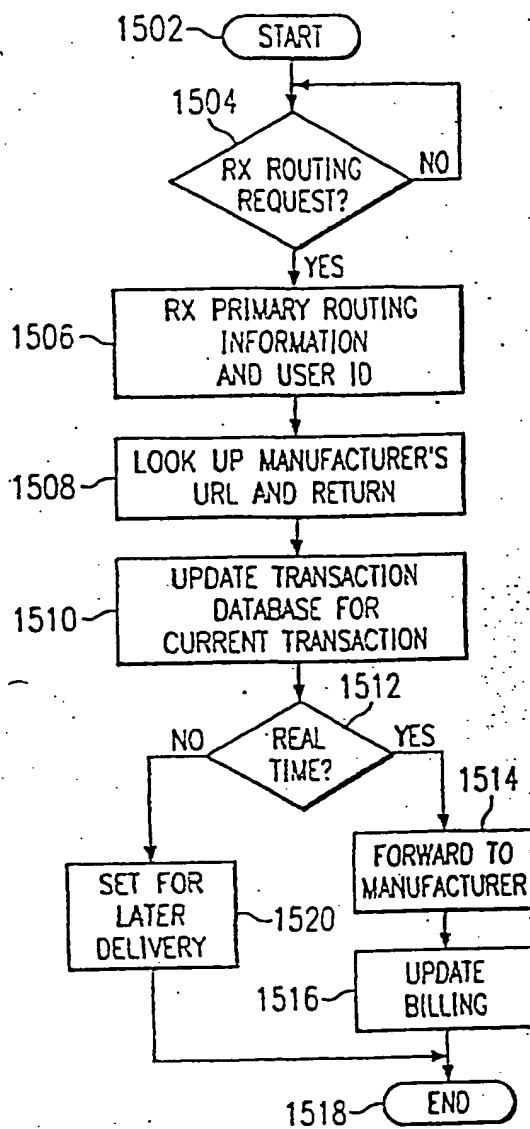 1502
START
1504
RX ROUTING
REQUEST?
NO
YES
1506
RX PRIMARY ROUTING
INFORMATION
AND USER ID
1508
LOOK UP MANUFACTURER'S
URL AND RETURN
1510
UPDATE TRANSACTION
DATABASE FOR
CURRENT TRANSACTION
1512
NO
REAL
TIME?
YES
1514
FORWARD TO
MANUFACTURER
SET FOR
LATER
DELIVERY
1520
1516
UPDATE
BILLING
1518
END